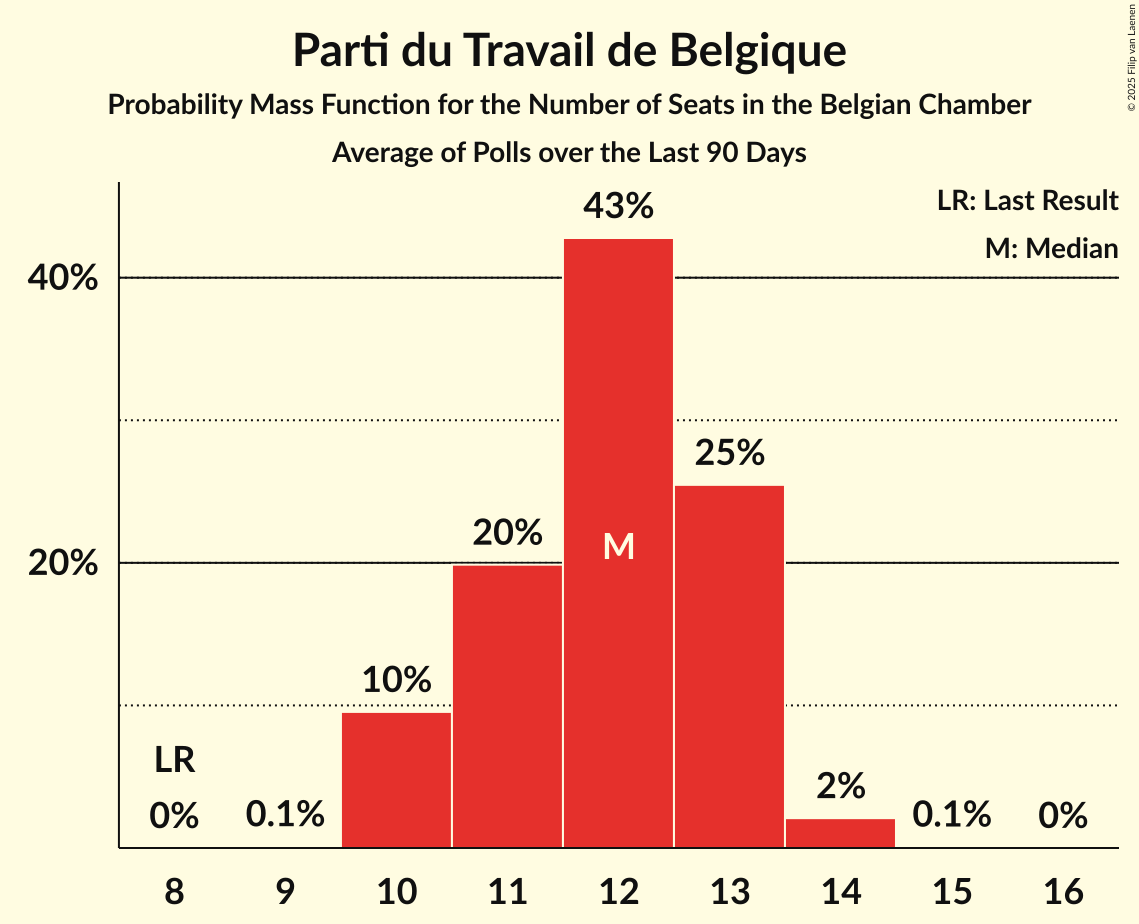 Parti du Travail de Belgique
Probability Mass Function for the Number of Seats in the Belgian Chamber
Average of Polls over the Last 90 Days
© 2025 Filip van Laenen
LR: Last Result
M: Median
43%
40%
25%
20%
M
20%
10%
LR
0%
0.1%
2%
0.1%
0%
8 9 10 11 12 13 14 15 16